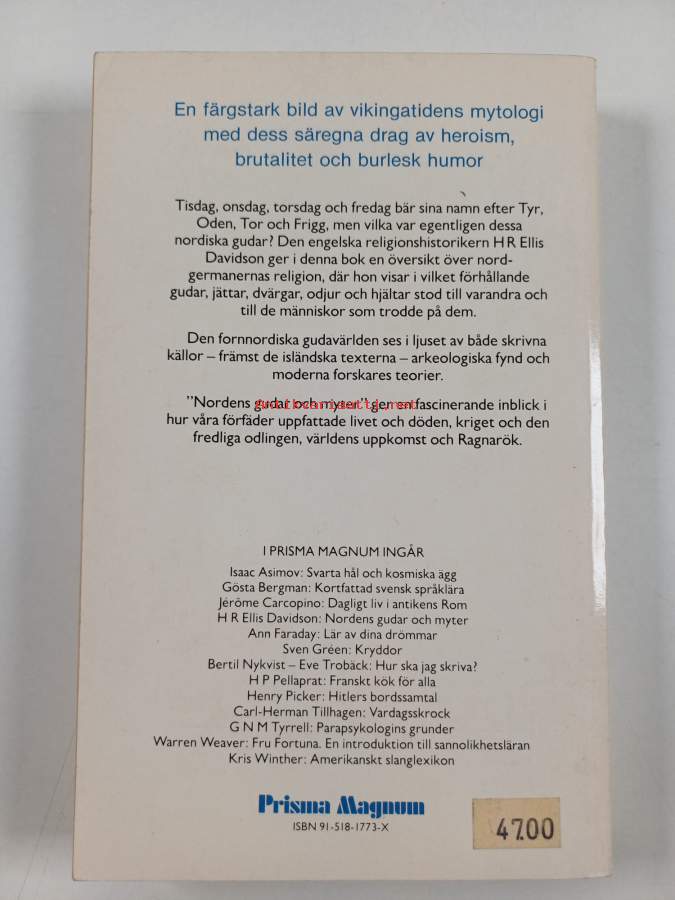 En färgstark bild av vikingatidens mytologi
med dess säregna drag av heroism,
brutalitet och burlesk humor
Tisdag, onsdag, torsdag och fredag bär sina namn efter Tyr,
Oden, Tor och Frigg, men vilka var egentligen dessa
nordiska gudar? Den engelska religionshistorikern H R Ellis
Davidson ger i denna bok en översikt över nord-
germanernas religion, där hon visar i vilket förhållande
gudar, jättar, dvärgar, odjur och hjältar stod till varandra och
till de människor som trodde på dem.
Den fornnordiska gudavärlden ses i ljuset av både skrivna
källor – främst de isländska texterna – arkeologiska fynd och
moderna forskares teorier.
”Nordens gudar och myter” ger en fascinerande inblick i
hur våra förfäder uppfattade livet och döden, kriget och den
fredliga odlingen, världens uppkomst och Ragnarök.
I PRISMA MAGNUM INGÅR
Isaac Asimov: Svarta hål och kosmiska ägg
Gösta Bergman: Kortfattad svensk språklära
Jérôme Carcopino: Dagligt liv i antikens Rom
H R Ellis Davidson: Nordens gudar och myter
Ann Faraday: Lär av dina drömmar
Sven Gréen: Kryddor
Bertil Nykvist – Eve Trobäck: Hur ska jag skriva?
H P Pellaprat: Franskt kök för alla
Henry Picker: Hitlers bordssamtal
Carl-Herman Tillhagen: Vardagsskrock
G N M Tyrrell: Parapsykologins grunder
Warren Weaver: Fru Fortuna. En introduktion till sannolikhetsläran
Kris Winther: Amerikanskt slanglexikon
Prisma Magnum
ISBN 91-518-1773-X
4700